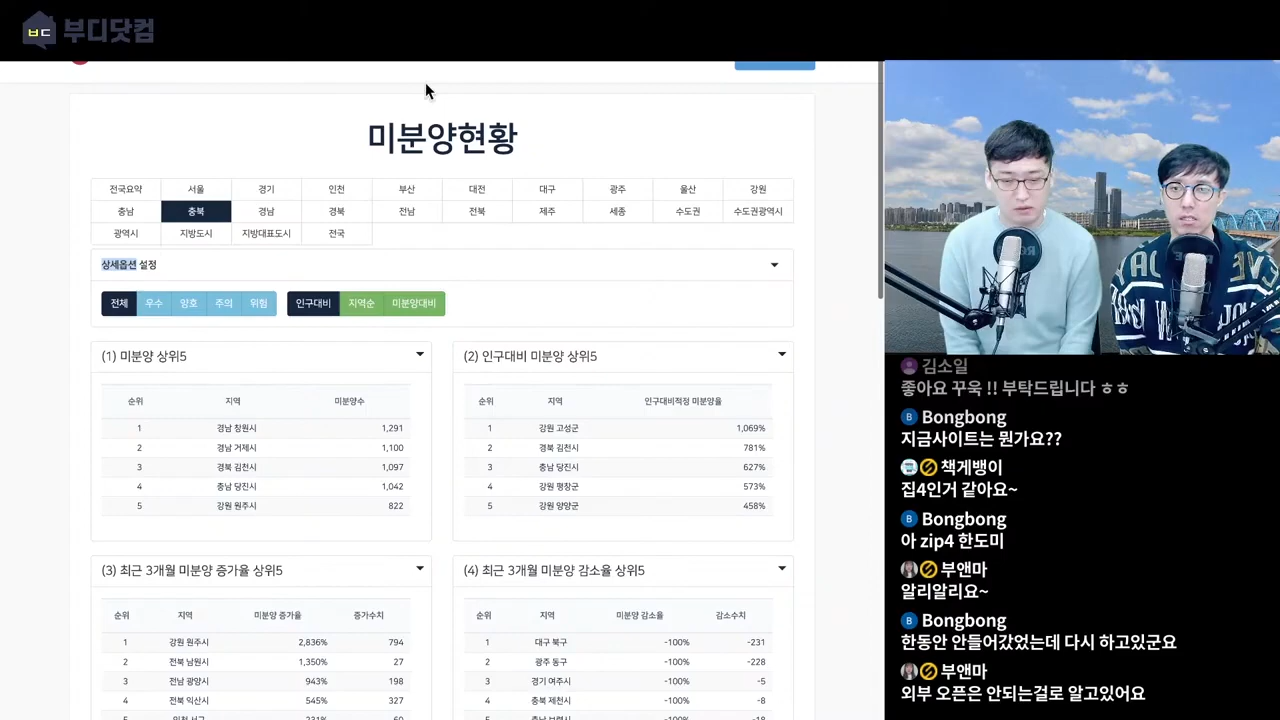 부디닷컴
미분양현황
전국요약 서울 경기 인천 부산 대전 대구 광주 울산 강원
충남 충북 경남 경북 전남 전북 제주 세종 수도권 수도권광역시
광역시 지방도시 지방대표도시 전국
상세옵션 설정
전체 우수 양호 주의 위험 인구대비 지역순 미분양대비
(1) 미분양 상위5
순위 지역 미분양수
1 경남 창원시 1,291
2 경남 거제시 1,100
3 경북 김천시 1,097
4 충남 당진시 1,042
5 강원 원주시 822
(2) 인구대비 미분양 상위5
순위 지역 인구대비적정 미분양율
1 강원 고성군 1,069%
2 경북 김천시 781%
3 충남 당진시 627%
4 강원 평창군 573%
5 강원 양양군 458%
(3) 최근 3개월 미분양 증가율 상위5
순위 지역 미분양 증가율 증가수치
1 강원 원주시 2,836% 794
2 전북 남원시 1,350% 27
3 전남 광양시 943% 198
4 전북 익산시 545% 327
(4) 최근 3개월 미분양 감소율 상위5
순위 지역 미분양 감소율 감소수치
1 대구 북구 -100% -231
2 광주 동구 -100% -228
3 경기 여주시 -100% -5
4 충북 제천시 -100% -8
김소일
좋아요 꾸욱 !! 부탁드립니다 ㅎㅎ
Bongbong
지금사이트는 뭔가요??
책게뱅이
집4인거 같아요~
Bongbong
아 zip4 한도미
부앤마
알리알리요~
Bongbong
한동안 안들어갔었는데 다시 하고있군요
부앤마
외부 오픈은 안되는걸로 알고있어요